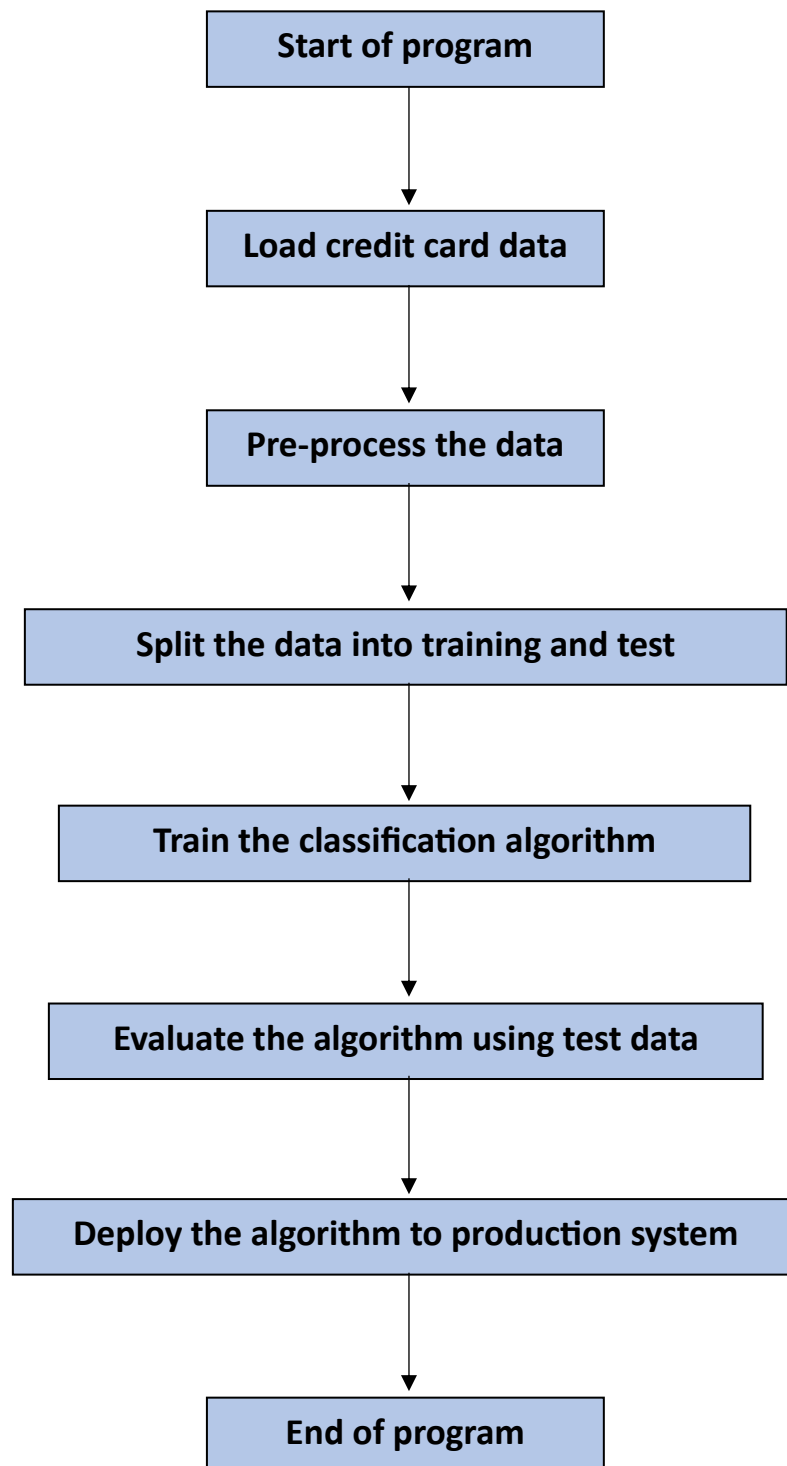 Start of program
Load credit card data
Pre-process the data
Split the data into training and test
Train the classification algorithm
Evaluate the algorithm using test data
Deploy the algorithm to production system
End of program